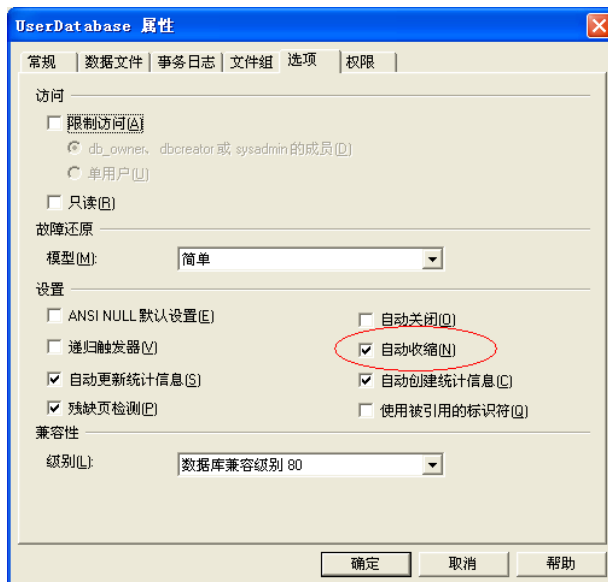 UserDatabase 属性
常规 数据文件 事务日志 文件组 选项 权限
访问
限制访问(A)
db_owner、dbcreator 或 sysadmin 的成员(D)
单用户(U)
只读(R)
故障还原
模型(M): 简单
设置
ANSI NULL 默认设置(E) 自动关闭(O)
递归触发器(V) 自动收缩(N)
自动更新统计信息(S) 自动创建统计信息(C)
残缺页检测(P) 使用被引用的标识符(Q)
兼容性
级别(L): 数据库兼容级别 80
确定 取消 帮助